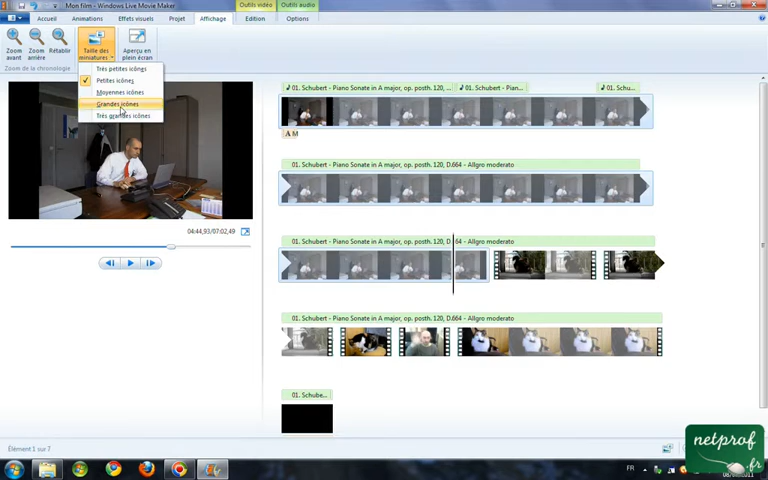 Mon film - Windows Live Movie Maker
Outils vidéo
Outils audio
Accueil
Animations
Effets visuels
Projet
Affichage
Edition
Options
Zoom avant
Zoom arrière
Rétablir
Taille des miniatures
Aperçu en plein écran
Zoom de la chronologie
Très petites icônes
Petites icônes
Moyennes icônes
Grandes icônes
Très grandes icônes
01. Schubert - Piano Sonate in A major, op. posth. 120, ...
01. Schubert - Pian...
01. Schu...
A M
01. Schubert - Piano Sonate in A major, op. posth. 120, D.664 - Allgro moderato
04:44,93/07:02,49
01. Schubert - Piano Sonate in A major, op. posth. 120, D.664 - Allgro moderato
01. Schubert - Piano Sonate in A major, op. posth. 120, D.664 - Allgro moderato
01. Schube...
Élément 1 sur 7
FR
netprof
.fr